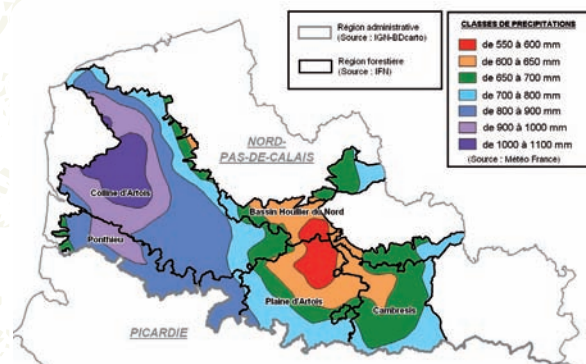 Région administrative
(Source : IGN-BDcarto)
Région forestière
(Source : IFN)
CLASSES DE PRÉCIPITATIONS
de 550 à 600 mm
de 600 à 650 mm
de 650 à 700 mm
de 700 à 800 mm
de 800 à 900 mm
de 900 à 1000 mm
de 1000 à 1100 mm
(Source : Météo France)
NORD-
PAS-DE-CALAIS
Colline d'Artois
Bassin Houiller du Nord
Ponthieu
Plaine d'Artois
Cambresis
PICARDIE